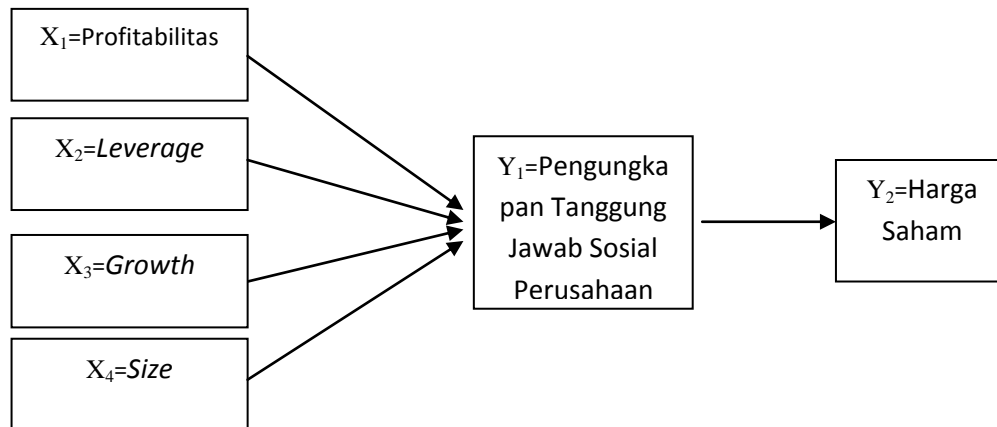 X₁=Profitabilitas
X₂=Leverage
X₃=Growth
X₄=Size
Y₁=Pengungka
pan Tanggung
Jawab Sosial
Perusahaan
Y₂=Harga
Saham